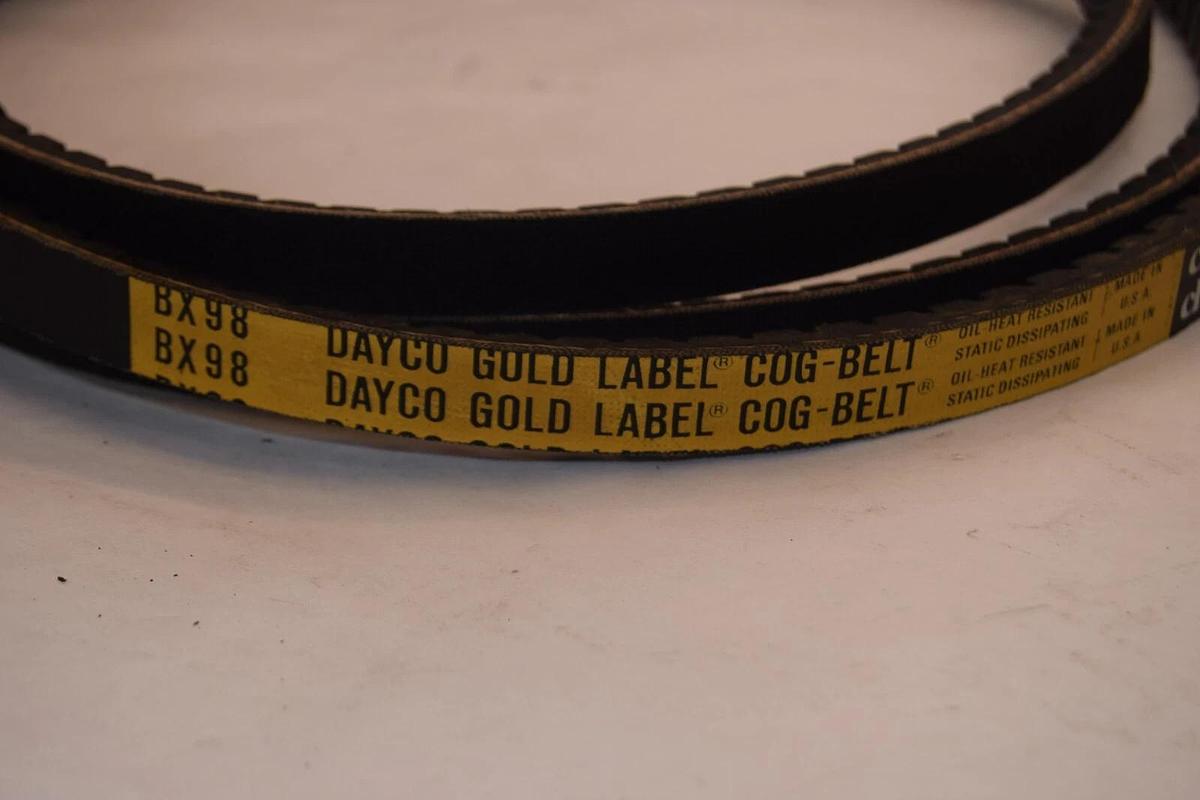 BX98 DAYCO GOLD LABEL® COG-BELT® OIL-HEAT RESISTANT STATIC DISSIPATING MADE IN U.S.A.
BX98 DAYCO GOLD LABEL® COG-BELT® OIL-HEAT RESISTANT STATIC DISSIPATING MADE IN U.S.A.